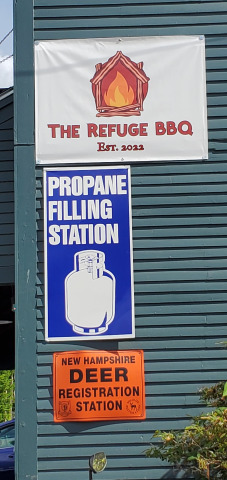 THE REFUGE BBQ
EST. 2022
PROPANE
FILLING
STATION
NEW HAMPSHIRE
DEER
REGISTRATION
STATION